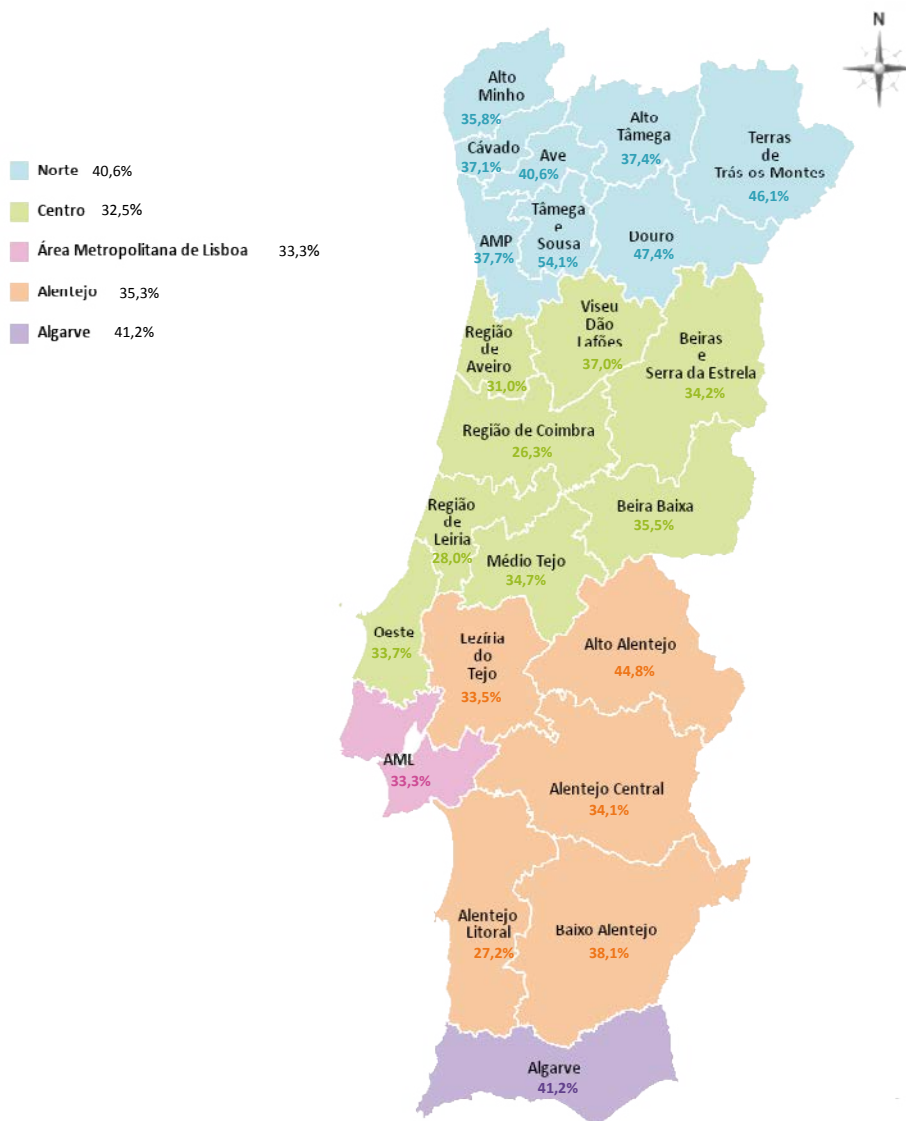 N
Norte 40,6%
Centro 32,5%
Área Metropolitana de Lisboa 33,3%
Alentejo 35,3%
Algarve 41,2%
Alto
Minho
35,8%
Cávado
37,1%
Ave
40,6%
Alto
Tâmega
37,4%
Terras
de
Trás os Montes
46,1%
AMP
37,7%
Tâmega
e
Sousa
54,1%
Douro
47,4%
Região
de
Aveiro
31,0%
Viseu
Dão
Lafões
37,0%
Beiras
e
Serra da Estrela
34,2%
Região de Coimbra
26,3%
Região
de
Leiria
28,0%
Médio Tejo
34,7%
Beira Baixa
35,5%
Oeste
33,7%
Lezíria
do
Tejo
33,5%
Alto Alentejo
44,8%
AML
33,3%
Alentejo Central
34,1%
Alentejo
Litoral
27,2%
Baixo Alentejo
38,1%
Algarve
41,2%